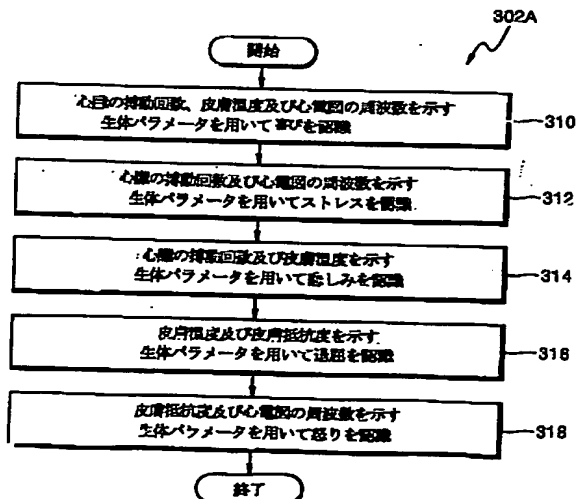 302A
開始
心臓の搏動回数、皮膚温度及び心電図の周波数を示す
生体パラメータを用いて喜びを認識
310
心臓の搏動回数及び心電図の周波数を示す
生体パラメータを用いてストレスを認識
312
心臓の搏動回数及び皮膚温度を示す
生体パラメータを用いて悲しみを認識
314
皮膚温度及び皮膚抵抗度を示す
生体パラメータを用いて退屈を認識
316
皮膚抵抗度及び心電図の周波数を示す
生体パラメータを用いて怒りを認識
318
終了